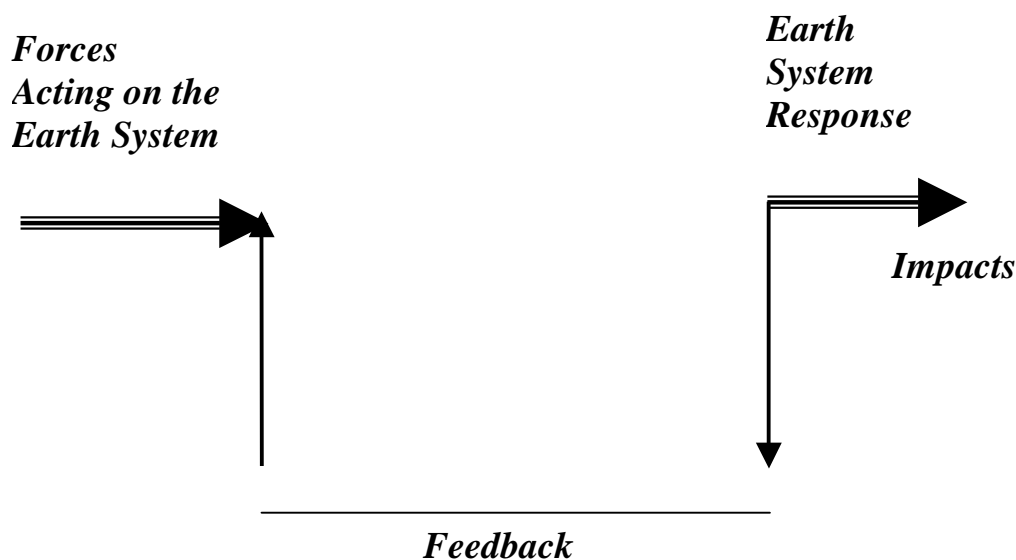 Forces
Acting on the
Earth System
Earth
System
Response
Impacts
Feedback